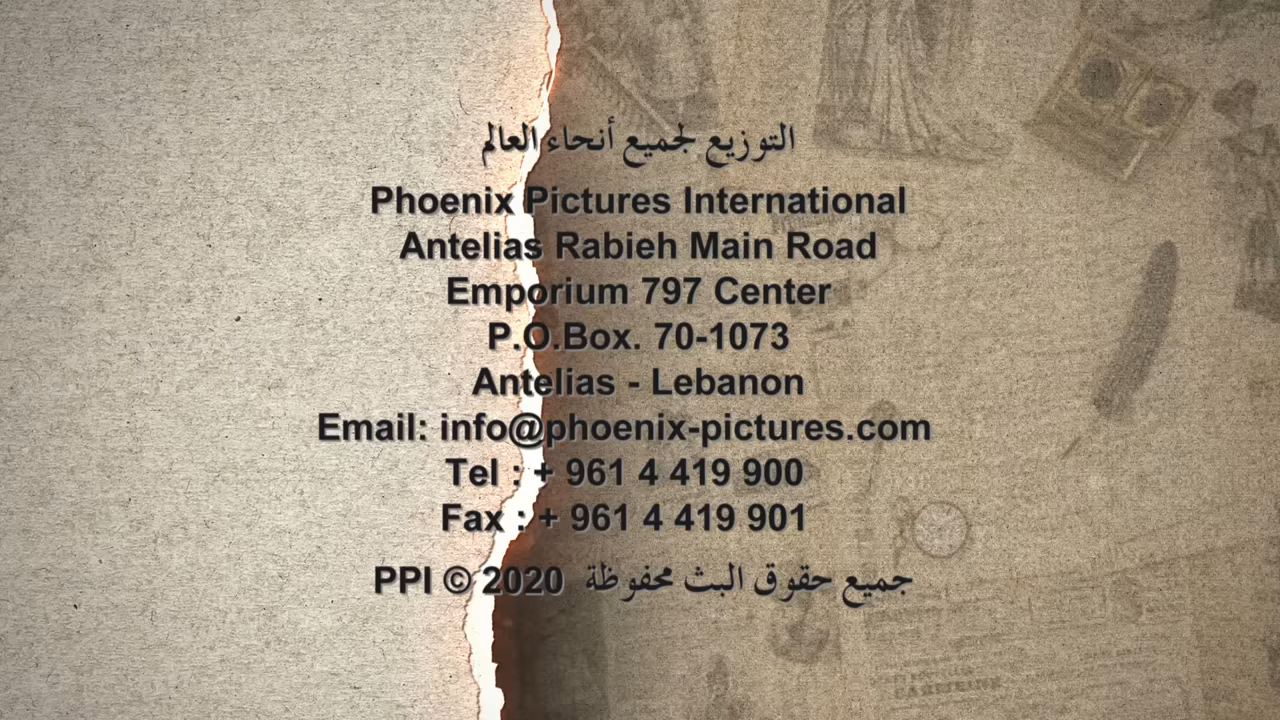 التوزيع لجميع أنحاء العالم
Phoenix Pictures International
Antelias Rabieh Main Road
Emporium 797 Center
P.O.Box. 70-1073
Antelias - Lebanon
Email: info@phoenix-pictures.com
Tel : + 961 4 419 900
Fax : + 961 4 419 901
PPI © 2020 جميع حقوق البث محفوظة